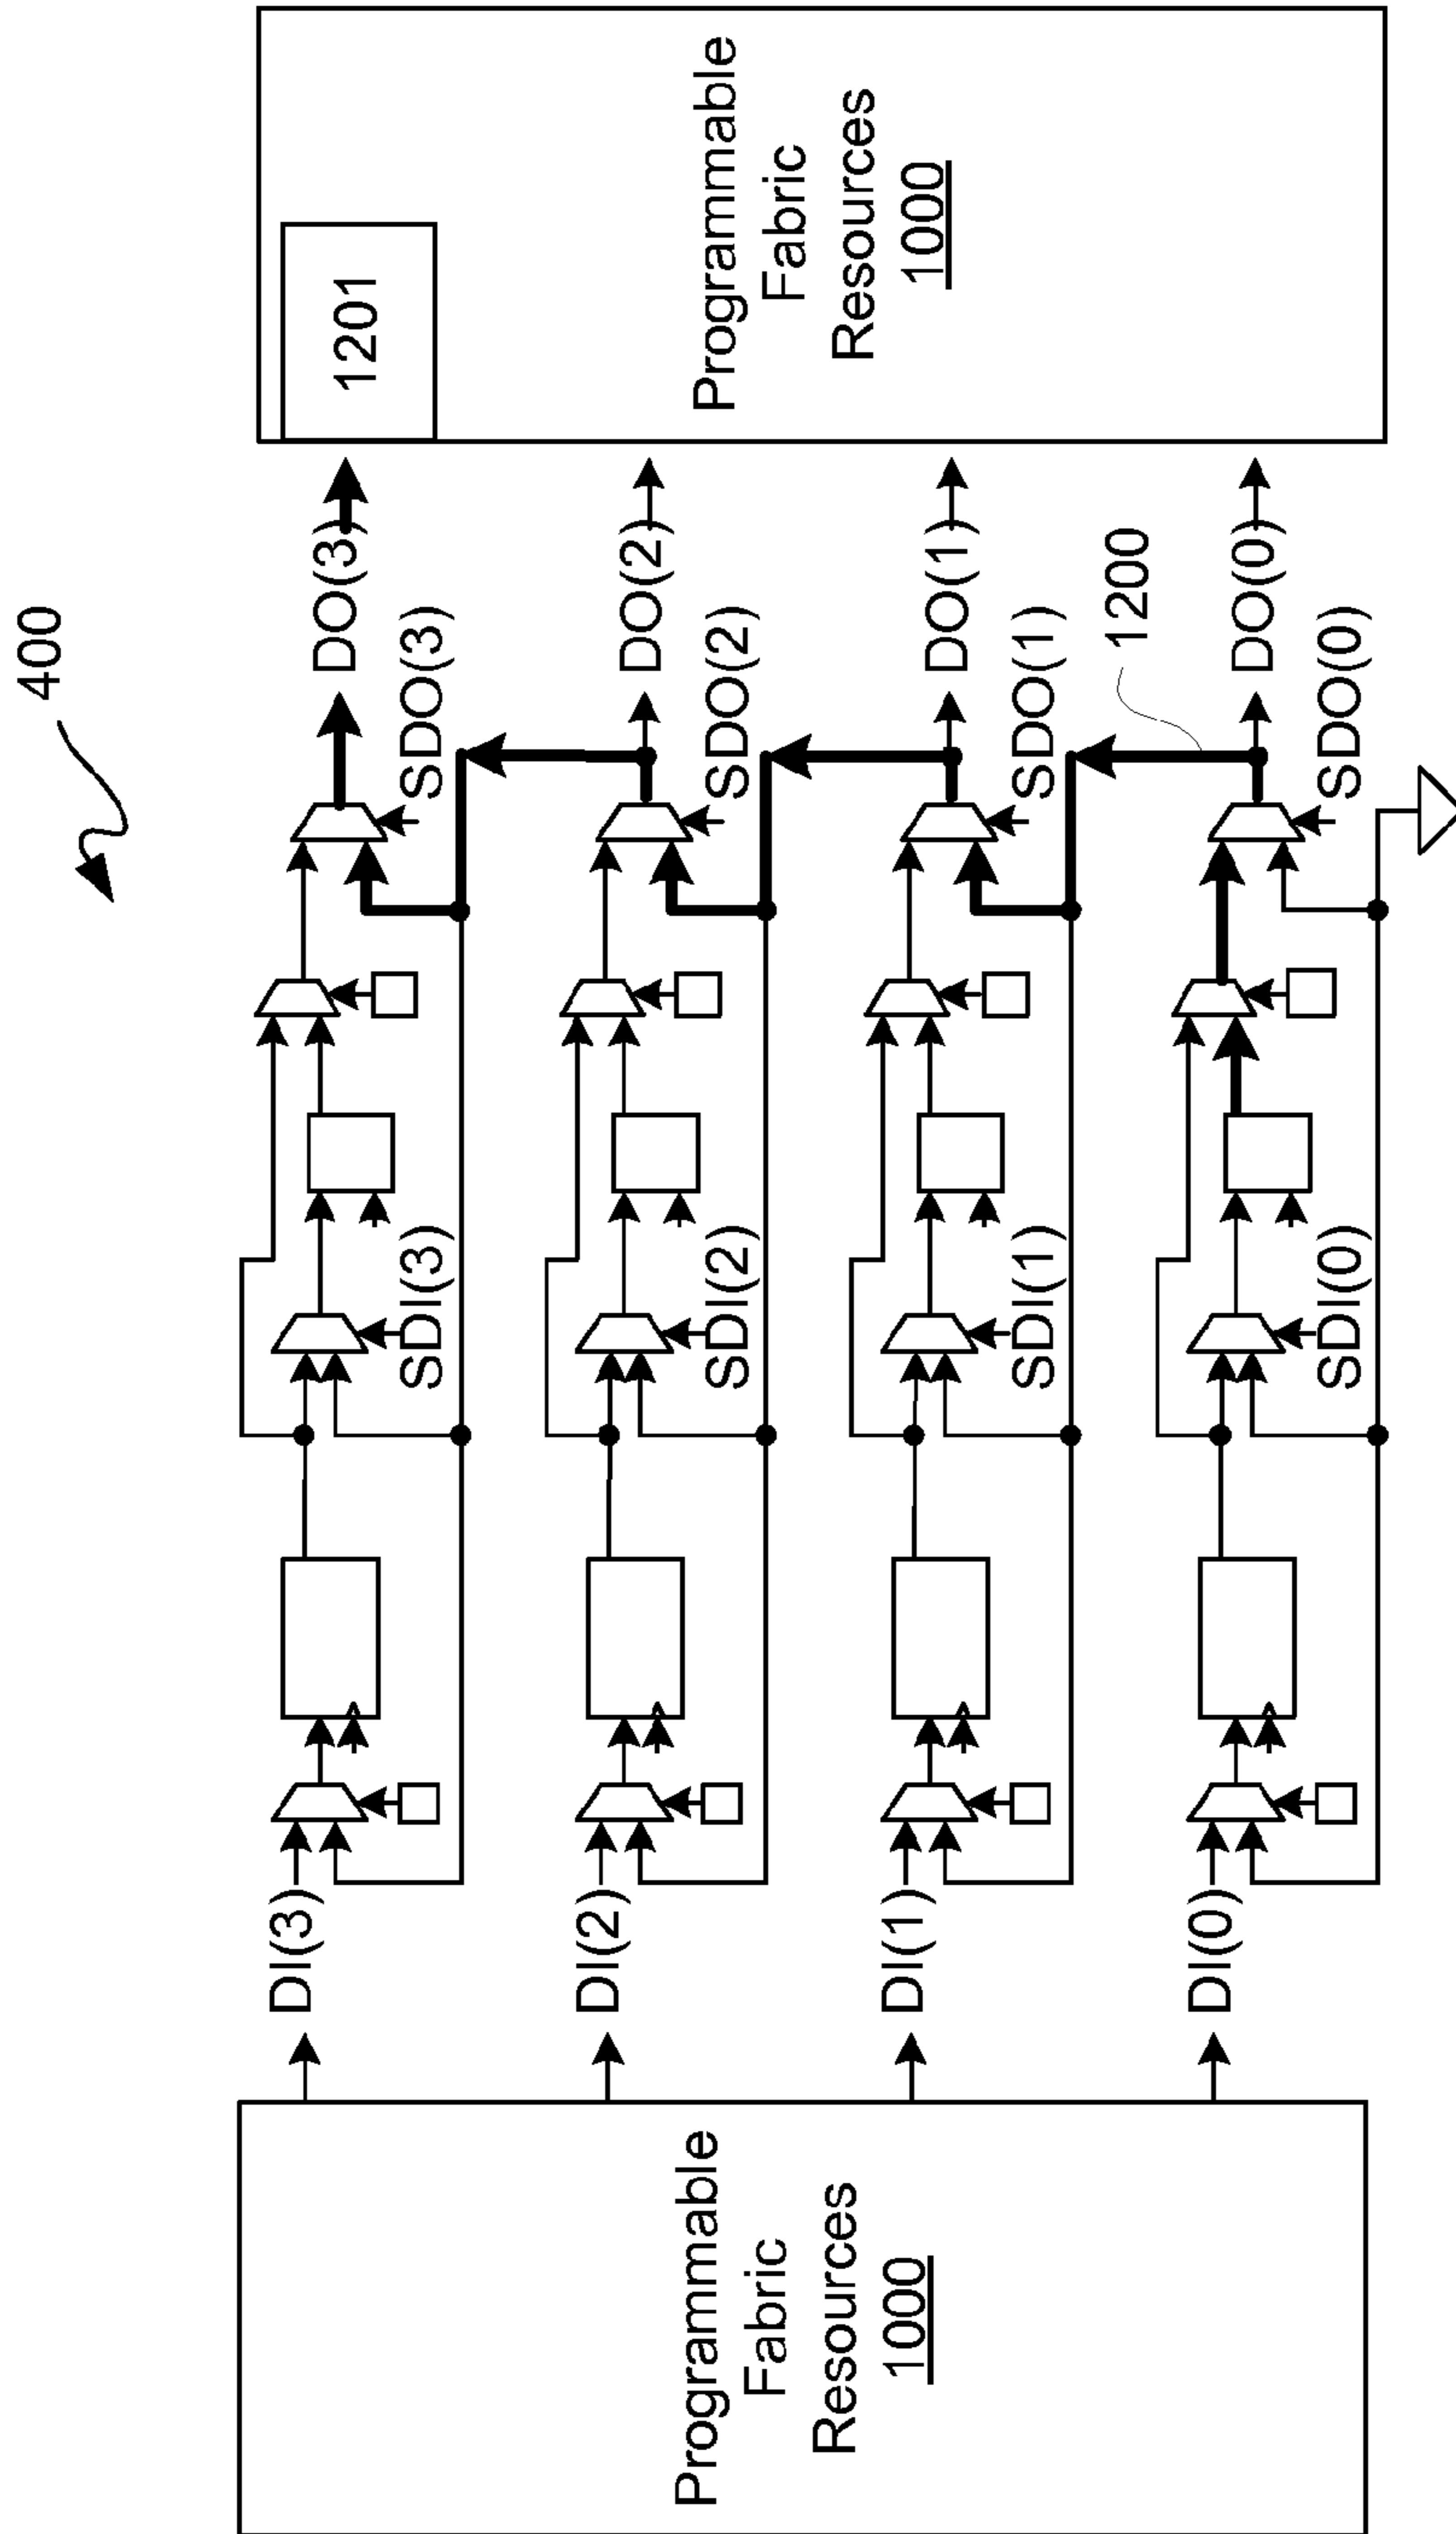 400
Programmable
Fabric
Resources
1000
DI(3)
SDI(3)
SDO(3)
DO(3)
1201
DI(2)
SDI(2)
SDO(2)
DO(2)
DI(1)
SDI(1)
SDO(1)
DO(1)
1200
DI(0)
SDI(0)
SDO(0)
DO(0)
Programmable
Fabric
Resources
1000